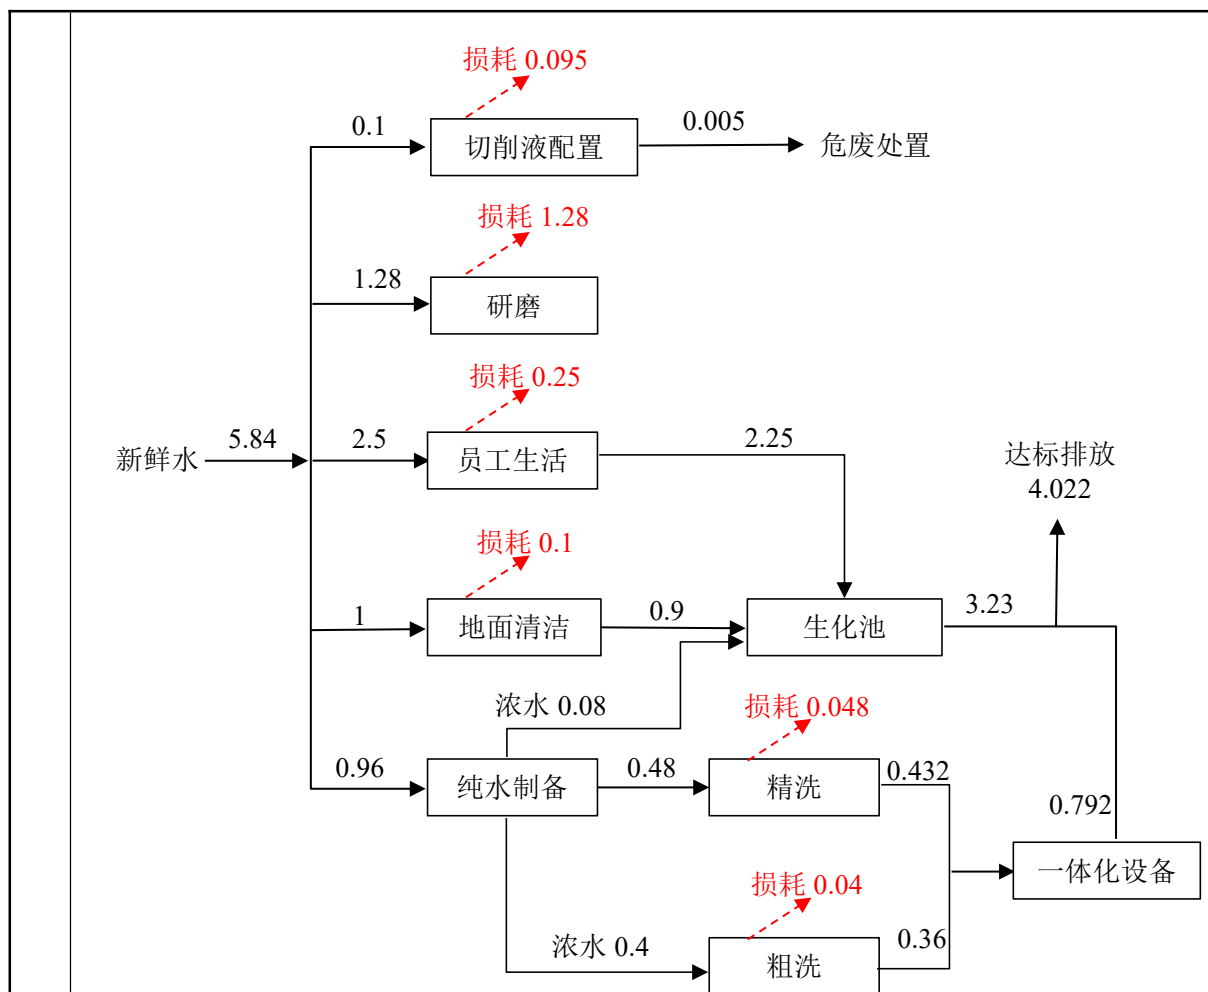 损耗 0.095
0.1
切削液配置
0.005
危废处置
损耗 1.28
1.28
研磨
损耗 0.25
新鲜水
5.84
2.5
员工生活
2.25
达标排放
4.022
损耗 0.1
1
地面清洁
0.9
生化池
3.23
浓水 0.08
损耗 0.048
0.96
纯水制备
0.48
精洗
0.432
0.792
一体化设备
损耗 0.04
浓水 0.4
粗洗
0.36